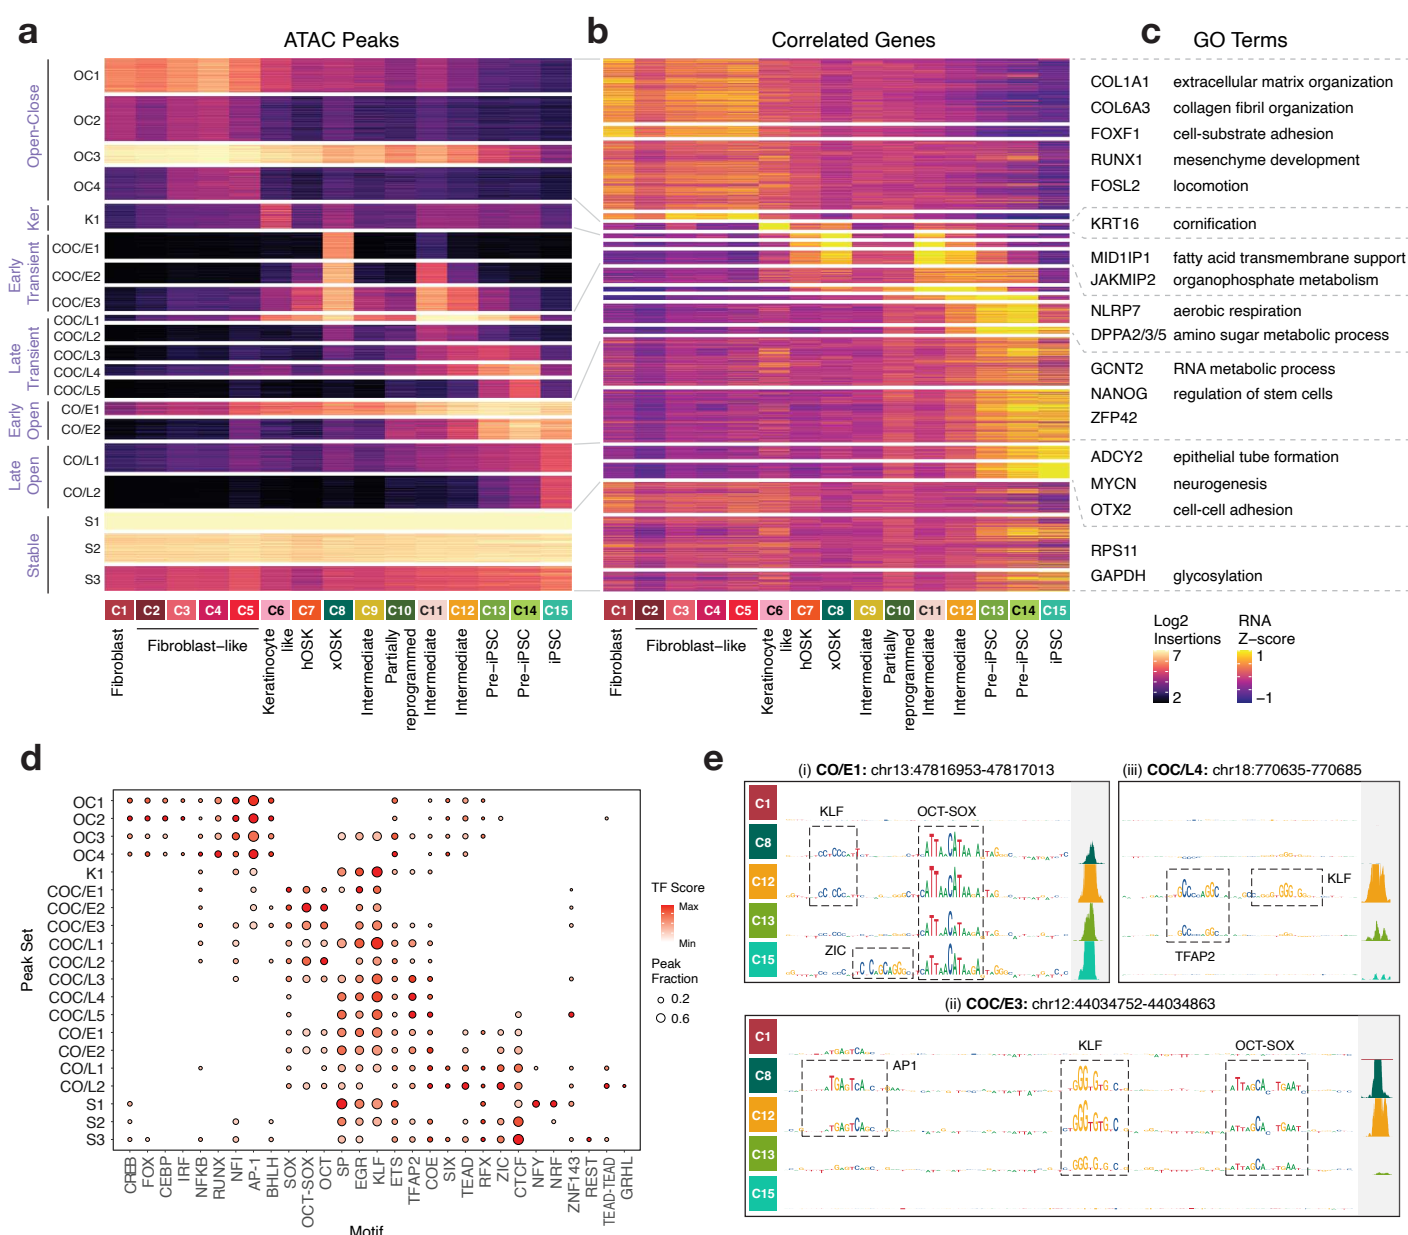 a
ATAC Peaks
b
Correlated Genes
c
GO Terms
Open-Close
OC1
OC2
OC3
OC4
Ker
K1
Early
Transient
COC/E1
COC/E2
COC/E3
Late
Transient
COC/L1
COC/L2
COC/L3
COC/L4
COC/L5
Early
Open
CO/E1
CO/E2
Late
Open
CO/L1
CO/L2
Stable
S1
S2
S3
COL1A1 extracellular matrix organization
COL6A3 collagen fibril organization
FOXF1 cell-substrate adhesion
RUNX1 mesenchyme development
FOSL2 locomotion
KRT16 cornification
MID1IP1 fatty acid transmembrane support
JAKMIP2 organophosphate metabolism
NLRP7 aerobic respiration
DPPA2/3/5 amino sugar metabolic process
GCNT2 RNA metabolic process
NANOG regulation of stem cells
ZFP42
ADCY2 epithelial tube formation
MYCN neurogenesis
OTX2 cell-cell adhesion
RPS11
GAPDH glycosylation
C1 C2 C3 C4 C5 C6 C7 C8 C9 C10 C11 C12 C13 C14 C15
Fibroblast
Fibroblast-like
Keratinocyte
like
hOSK
xOSK
Intermediate
Partially
reprogrammed
Intermediate
Intermediate
Pre-iPSC
Pre-iPSC
iPSC
C1 C2 C3 C4 C5 C6 C7 C8 C9 C10 C11 C12 C13 C14 C15
Fibroblast
Fibroblast-like
Keratinocyte
like
hOSK
xOSK
Intermediate
Partially
reprogrammed
Intermediate
Intermediate
Pre-iPSC
Pre-iPSC
iPSC
Log2
Insertions
7
2
RNA
Z-score
1
-1
d
Peak Set
OC1
OC2
OC3
OC4
K1
COC/E1
COC/E2
COC/E3
COC/L1
COC/L2
COC/L3
COC/L4
COC/L5
CO/E1
CO/E2
CO/L1
CO/L2
S1
S2
S3
CREB
FOX
CEBP
IRF
NFKB
RUNX
NFI
AP-1
BHLH
SOX
OCT-SOX
OCT
SP
EGR
KLF
ETS
TFAP2
COE
SIX
TEAD
RFX
ZIC
CTCF
NFY
NRF
ZNF143
REST
TEAD-TEAD
GRHL
Motif
TF Score
Max
Min
Peak
Fraction
0.2
0.6
e
(i) CO/E1: chr13:47816953-47817013
C1
C8
C12
C13
C15
KLF
OCT-SOX
ZIC
(iii) COC/L4: chr18:770635-770685
KLF
TFAP2
(ii) COC/E3: chr12:44034752-44034863
C1
C8
C12
C13
C15
AP1
KLF
OCT-SOX